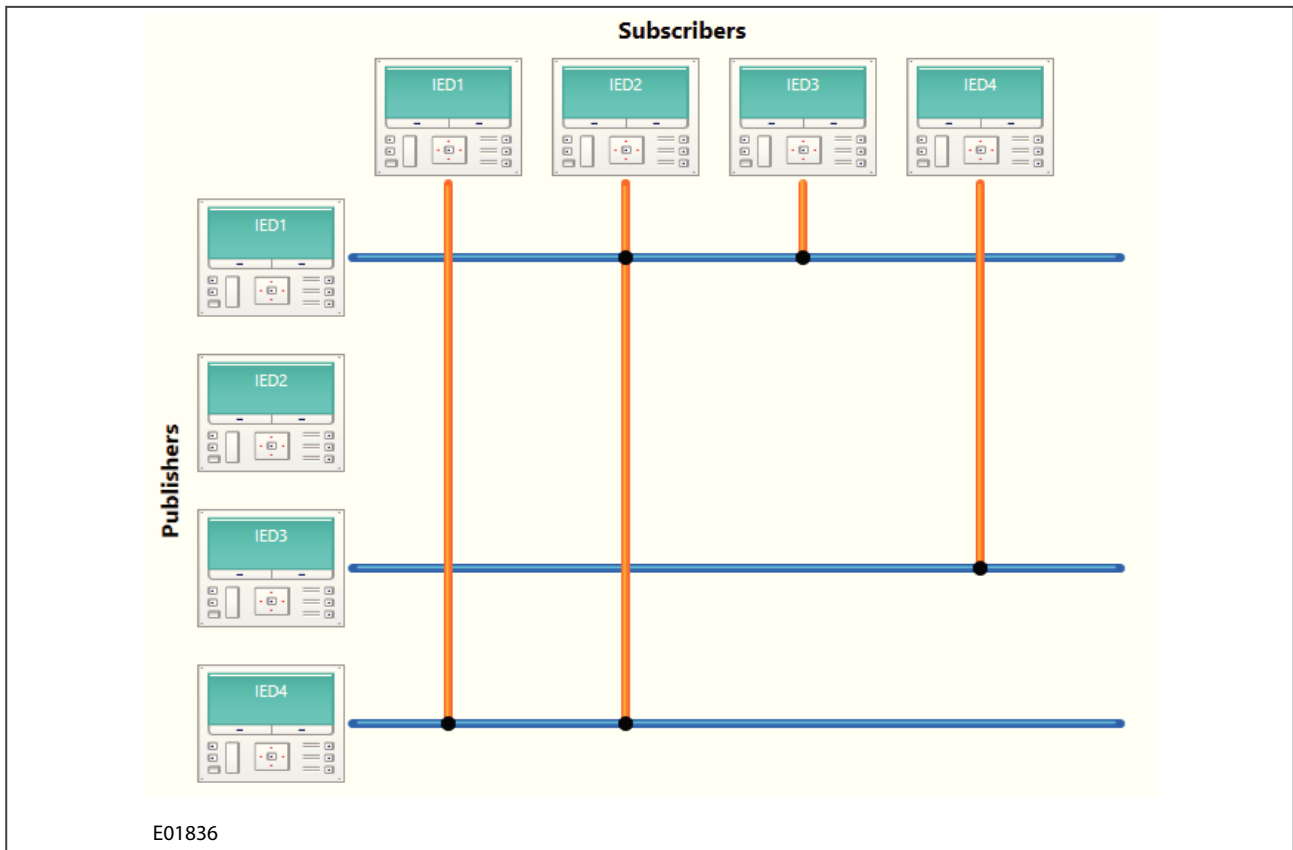 Subscribers
IED1
IED2
IED3
IED4
Publishers
IED1
IED2
IED3
IED4
E01836